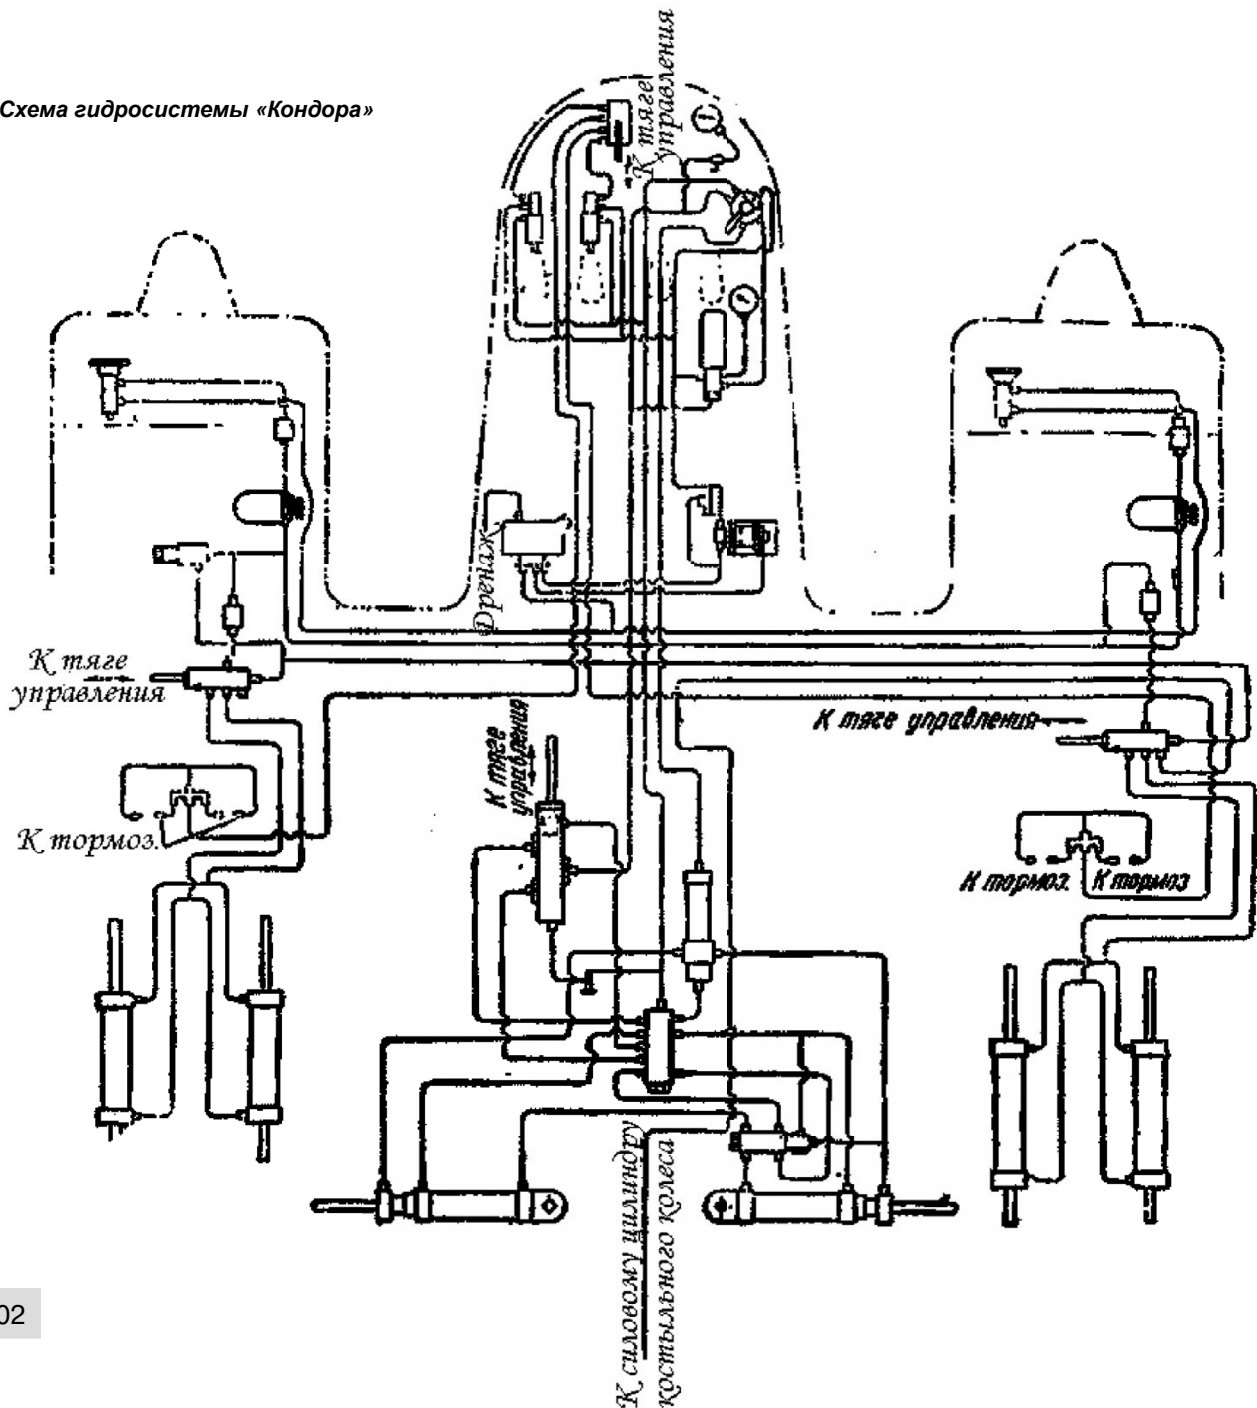 Схема гидросистемы «Кондора»
К тяге
управления
Дренаж
К тяге
управления
К тяге
управления
К тяге управления
К тормоз.
К тормоз. К тормоз
К силовому цилиндру
костыльного колеса
02